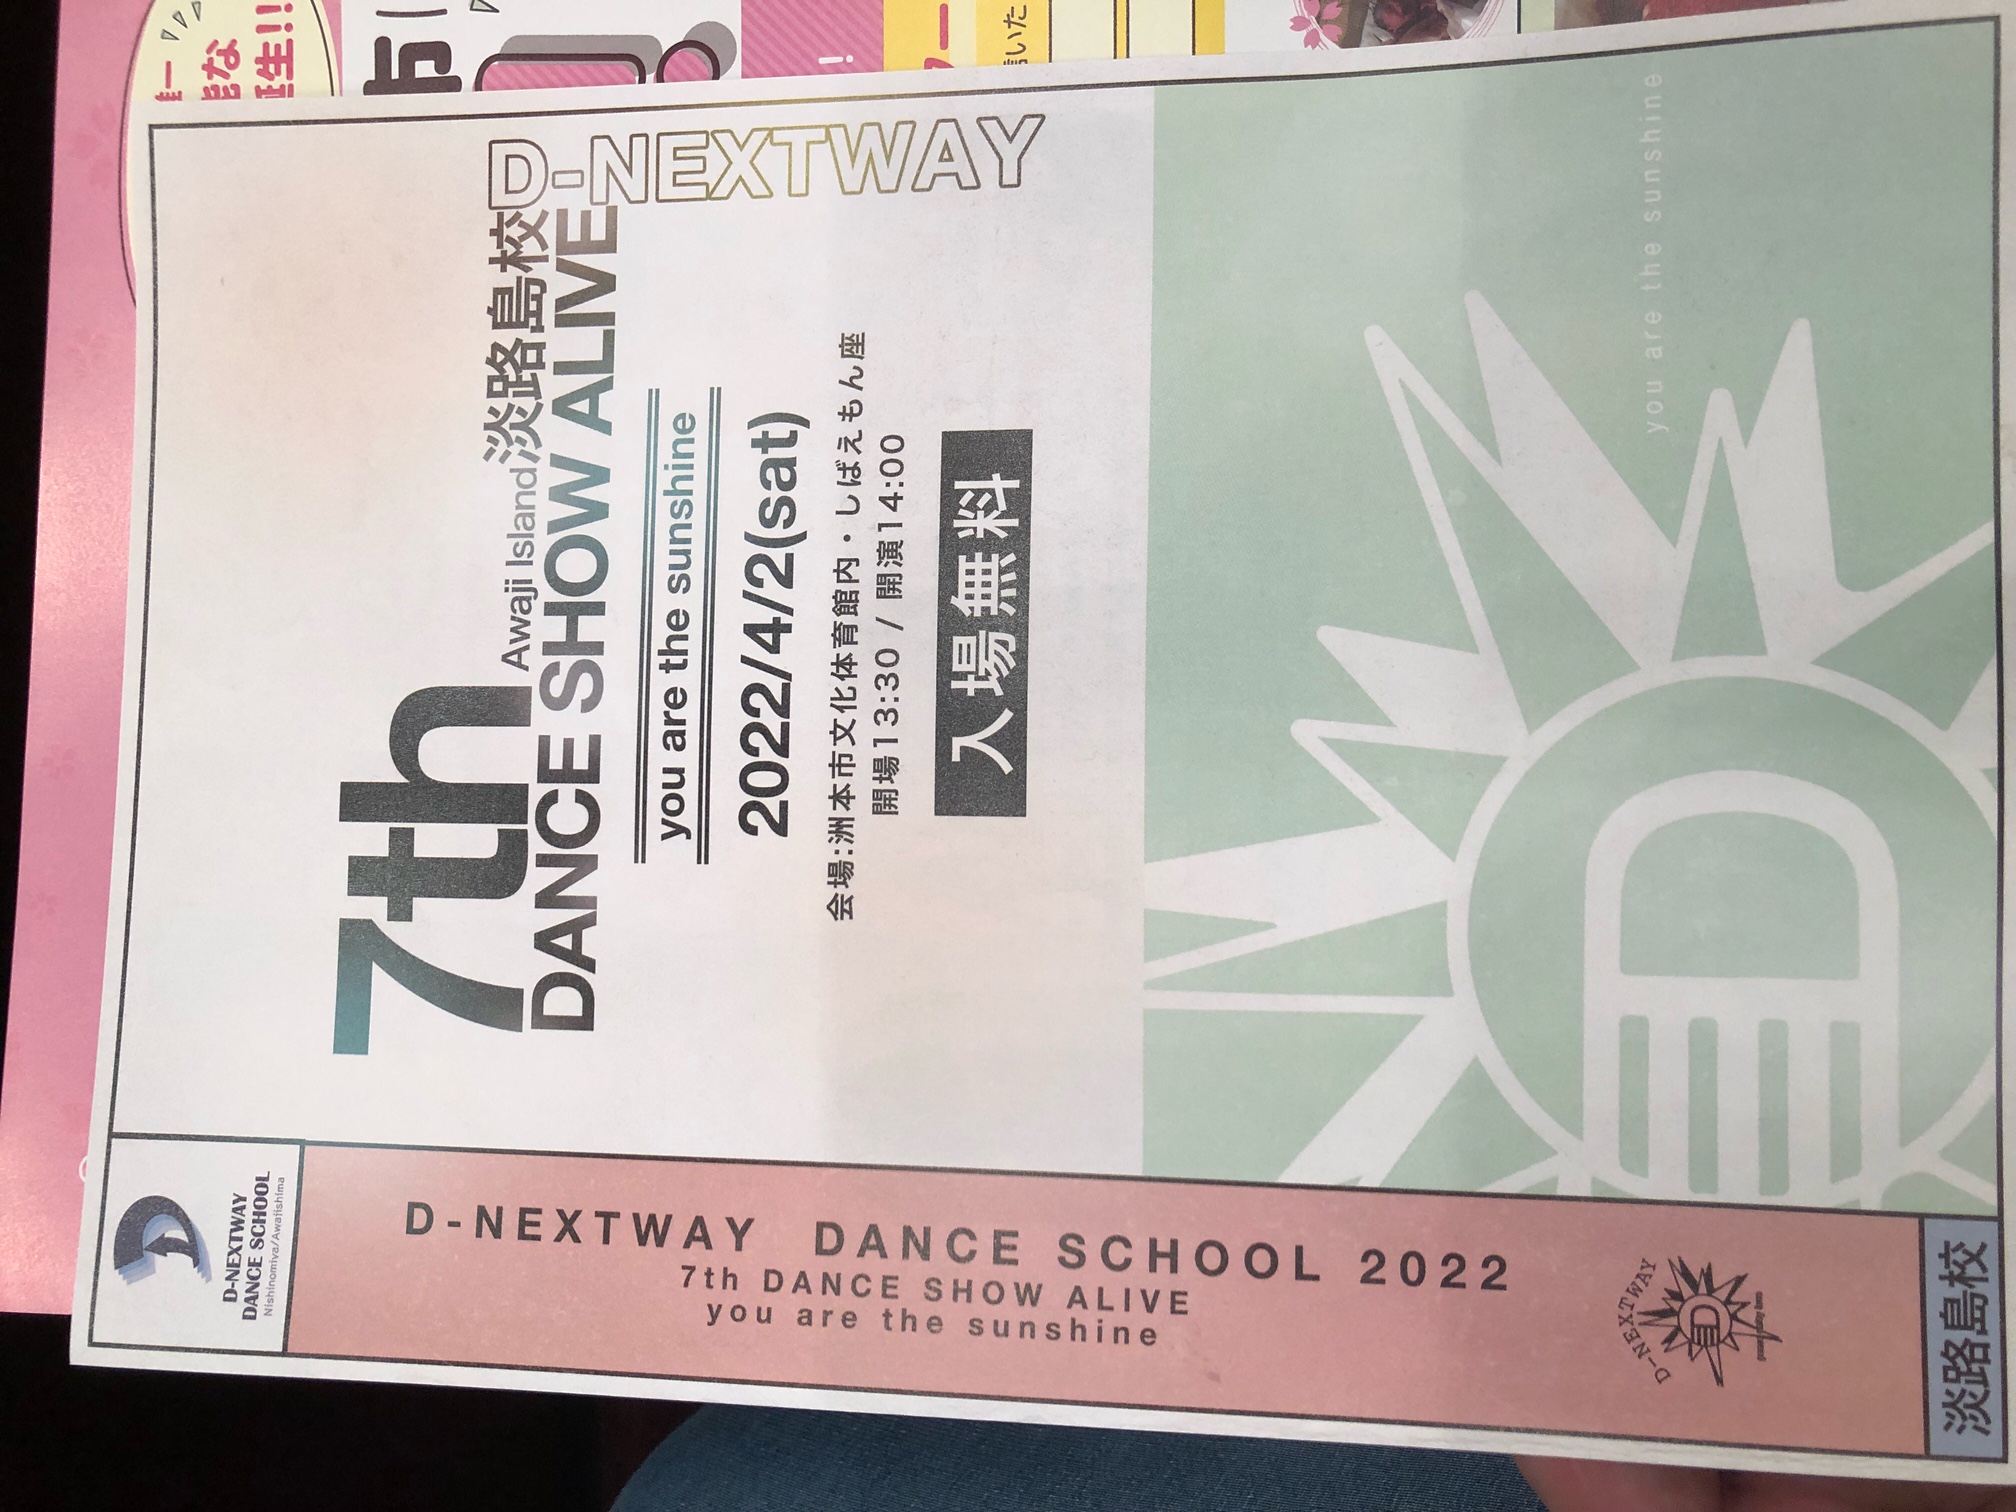 D-NEXTWAY
7th
Awaji Island淡路島校
DANCE SHOW ALIVE
you are the sunshine
2022/4/2(sat)
会場:洲本市文化体育館内・しばえもん座
開場13:30 / 開演14:00
入場無料
you are the sunshine
D-NEXTWAY
DANCE SCHOOL
Nishinomiya/Awajishima
D-NEXTWAY DANCE SCHOOL 2022
7th DANCE SHOW ALIVE
you are the sunshine
D-NEXTWAY
淡路島校